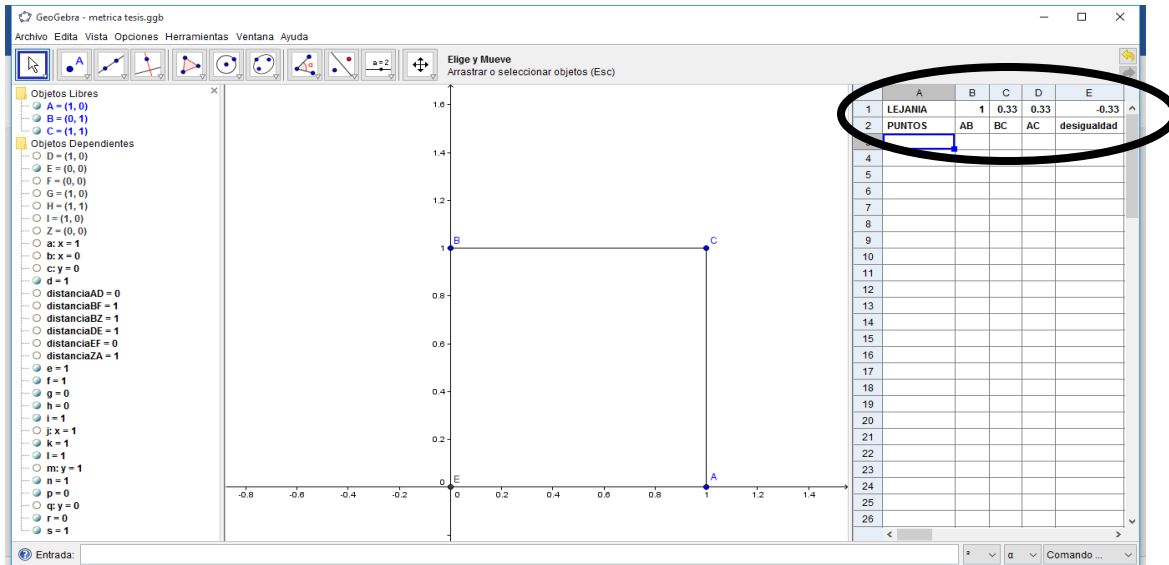 GeoGebra - metrica tesis.ggb
Archivo Edita Vista Opciones Herramientas Ventana Ayuda
A
α
a=2
Elige y Mueve
Arrastrar o seleccionar objetos (Esc)
Objetos Libres
A = (1, 0)
B = (0, 1)
C = (1, 1)
Objetos Dependientes
D = (1, 0)
E = (0, 0)
F = (0, 0)
G = (1, 0)
H = (1, 1)
I = (1, 0)
Z = (0, 0)
a: x = 1
b: x = 0
c: y = 0
d = 1
distanciaAD = 0
distanciaBF = 1
distanciaBZ = 1
distanciaDE = 1
distanciaEF = 0
distanciaZA = 1
e = 1
f = 1
g = 0
h = 0
i = 1
j: x = 1
k = 1
l = 1
m: y = 1
n = 1
p = 0
q: y = 0
r = 0
s = 1
1.6
1.4
1.2
1
0.8
0.6
0.4
0.2
0
B
C
E
A
-0.8 -0.6 -0.4 -0.2 0 0.2 0.4 0.6 0.8 1 1.2 1.4
A B C D E
1 LEJANIA 1 0.33 0.33 -0.33
2 PUNTOS AB BC AC desigualdad
3
4
5
6
7
8
9
10
11
12
13
14
15
16
17
18
19
20
21
22
23
24
25
26
Entrada:
² α Comando ...